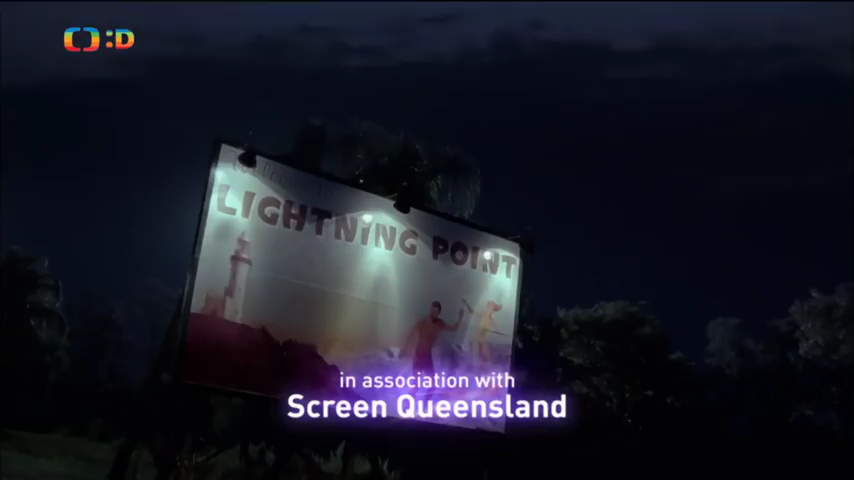 :D
LIGHTNING POINT
in association with
Screen Queensland